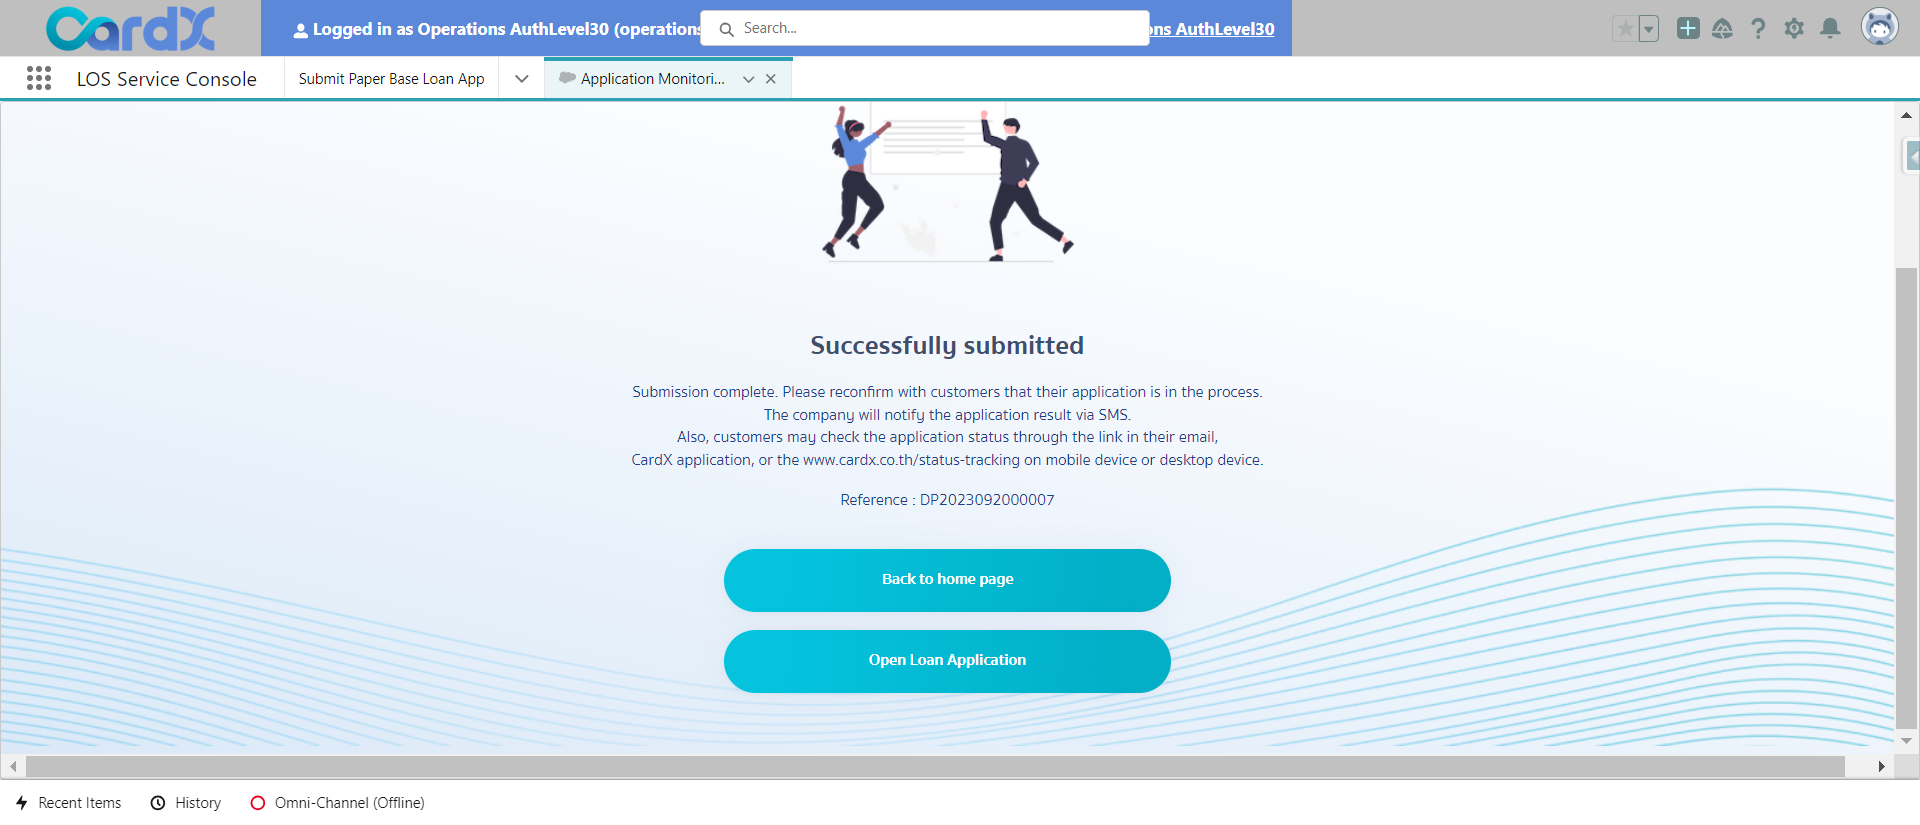 CardX
Logged in as Operations AuthLevel30 (operations
Search...
ns AuthLevel30
LOS Service Console
Submit Paper Base Loan App
Application Monitori...
Successfully submitted
Submission complete. Please reconfirm with customers that their application is in the process.
The company will notify the application result via SMS.
Also, customers may check the application status through the link in their email,
CardX application, or the www.cardx.co.th/status-tracking on mobile device or desktop device.
Reference : DP2023092000007
Back to home page
Open Loan Application
Recent Items
History
Omni-Channel (Offline)